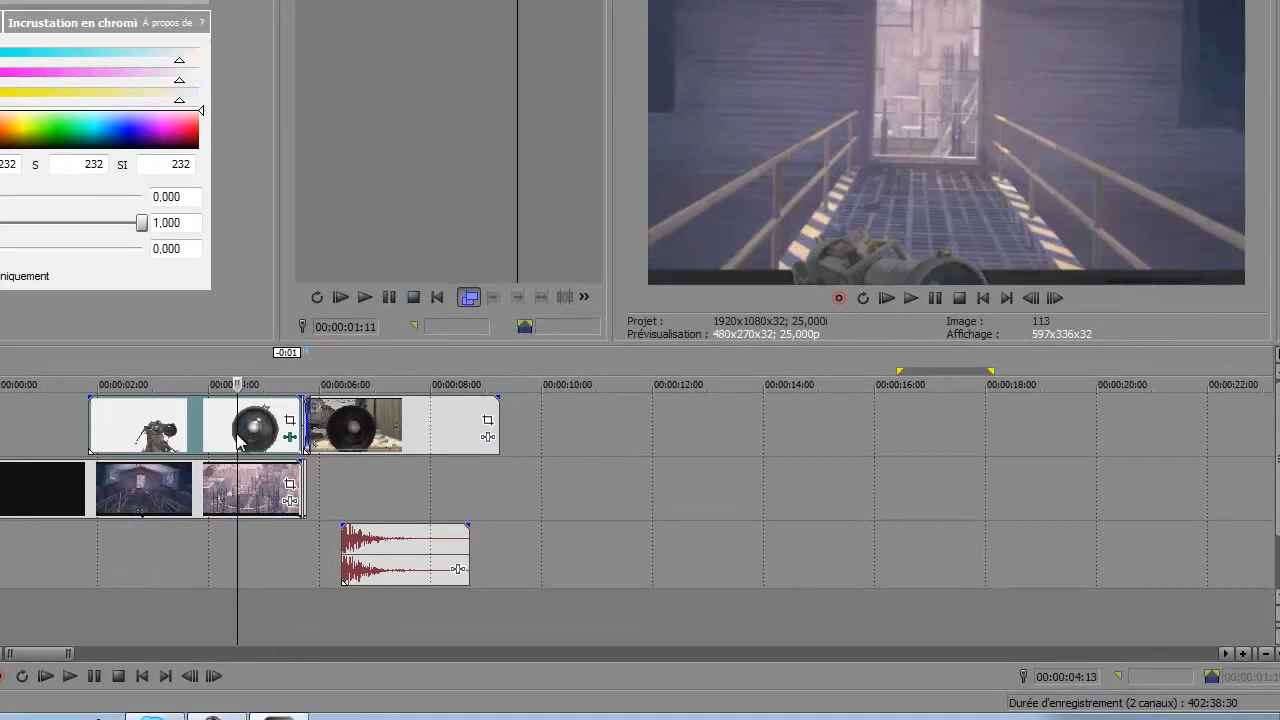 Incrustation en chromi À propos de ?
232 S 232 SI 232
0,000
1,000
0,000
niquement
00:00:01:11
Projet : 1920x1080x32; 25,000i Image : 113
Prévisualisation : 480x270x32; 25,000p Affichage : 597x336x32
-0:01
00:00:02:00
00:00:06:00 00:00:08:00 00:00:10:00 00:00:12:00 00:00:14:00 00:00:16:00 00:00:18:00 00:00:20:00 00:00:22:00
00:00:04:13
Durée d'enregistrement (2 canaux) : 402:38:30